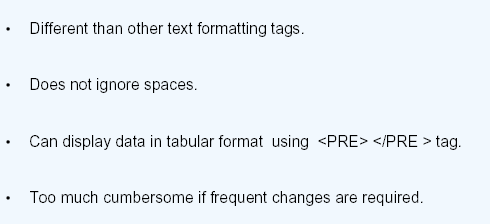 • Different than other text formatting tags.
• Does not ignore spaces.
• Can display data in tabular format  using  <PRE> </PRE > tag.
• Too much cumbersome if frequent changes are required.